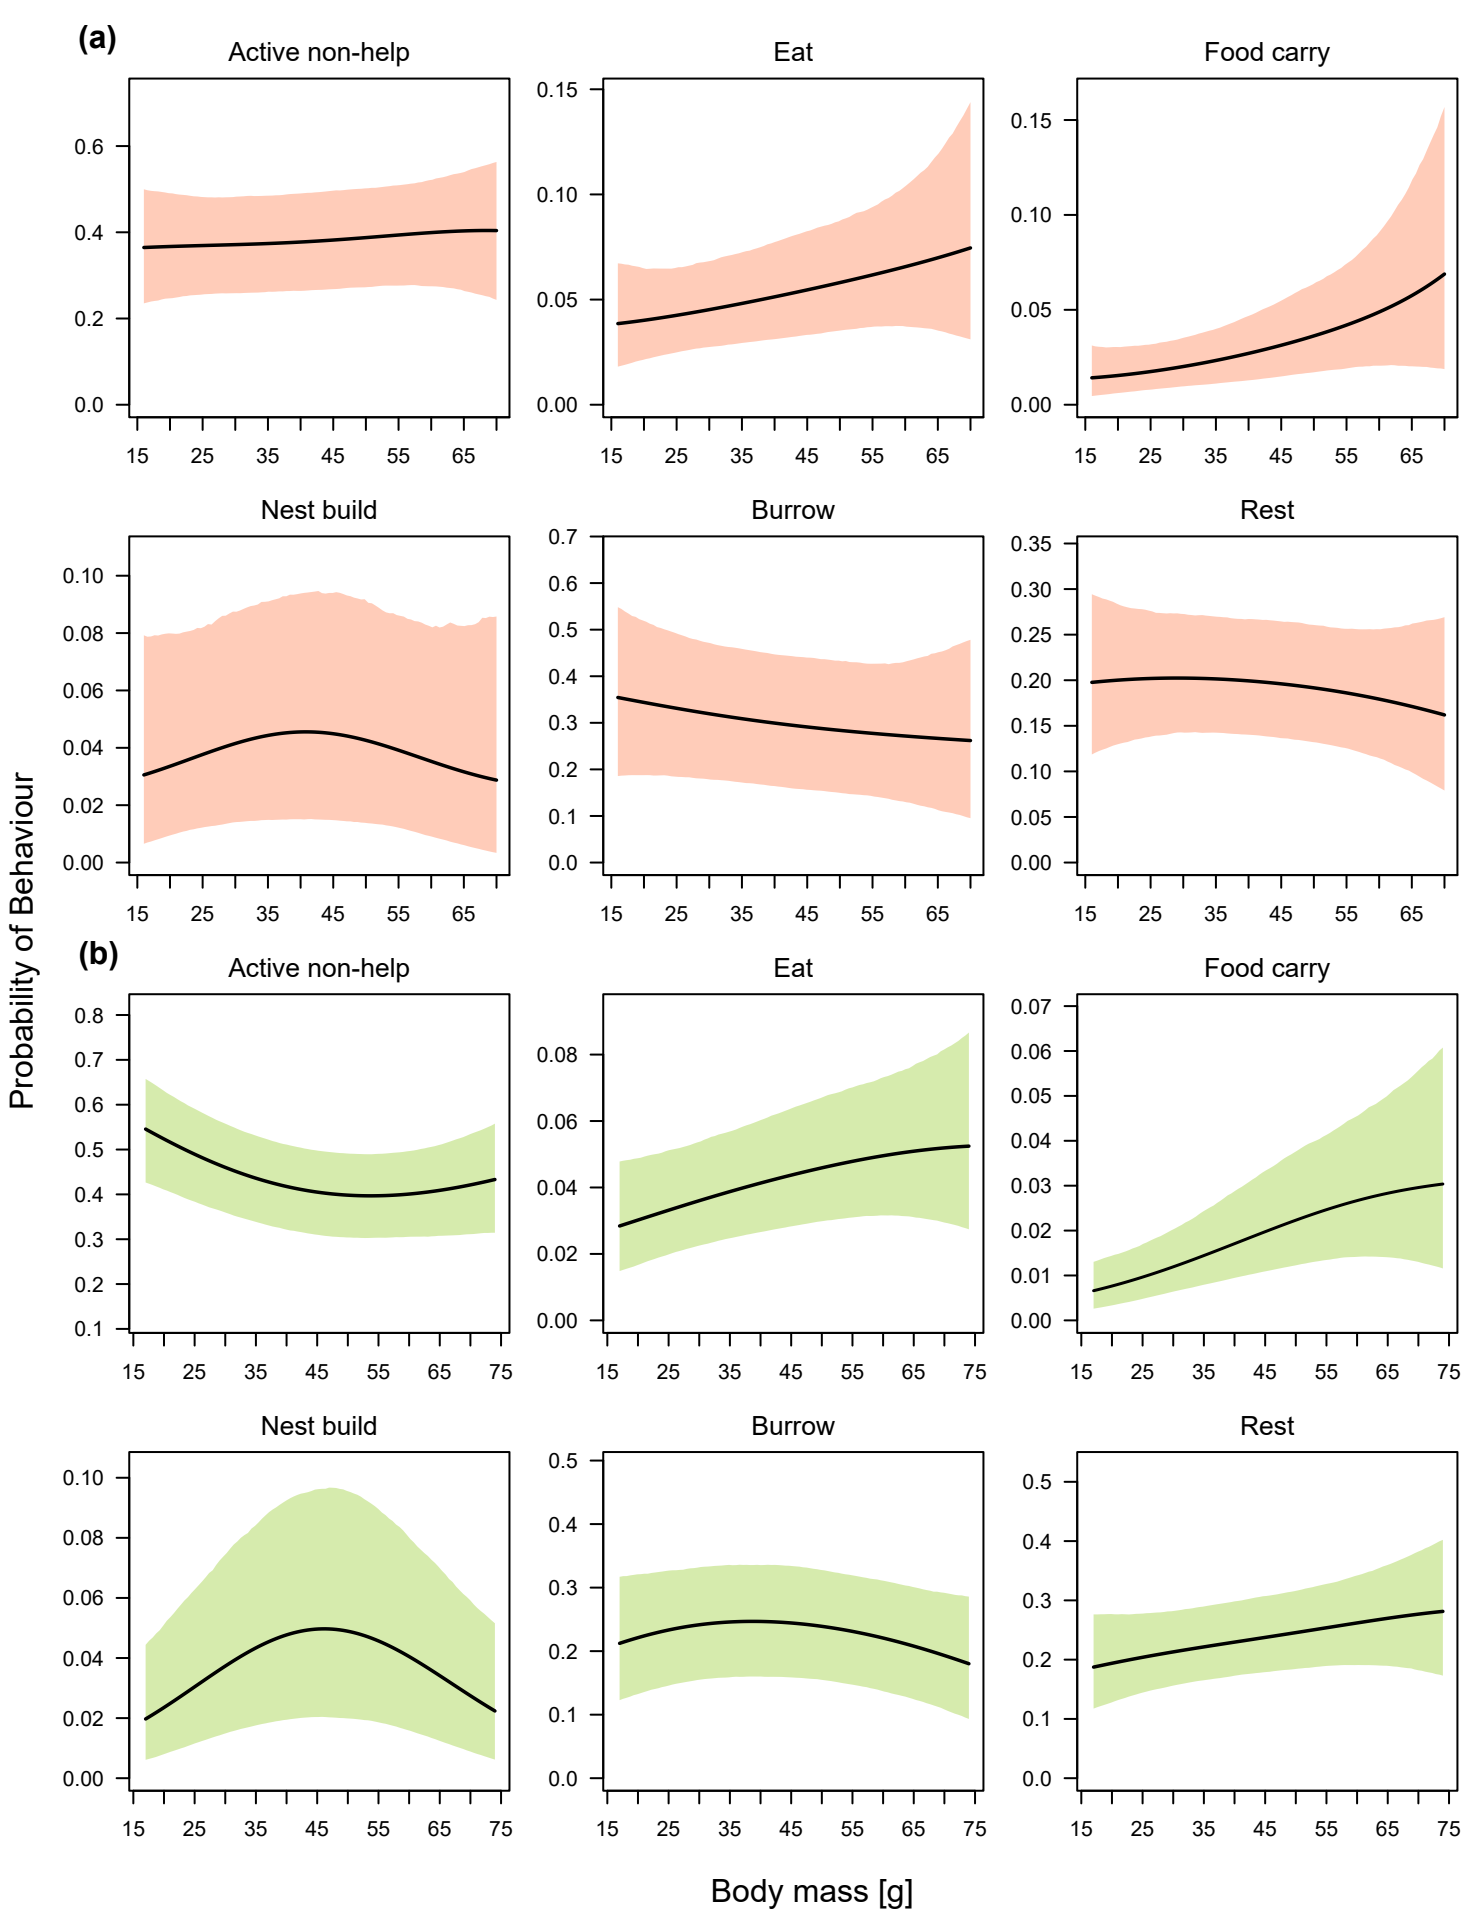 (a)
Active non-help
Eat
Food carry
0.6
0.4
0.2
0.0
15 25 35 45 55 65
0.15
0.10
0.05
0.00
15 25 35 45 55 65
0.15
0.10
0.05
0.00
15 25 35 45 55 65
Nest build
Burrow
Rest
0.10
0.08
0.06
0.04
0.02
0.00
15 25 35 45 55 65
0.7
0.6
0.5
0.4
0.3
0.2
0.1
0.0
15 25 35 45 55 65
0.35
0.30
0.25
0.20
0.15
0.10
0.05
0.00
15 25 35 45 55 65
Probability of Behaviour
(b)
Active non-help
Eat
Food carry
0.8
0.7
0.6
0.5
0.4
0.3
0.2
0.1
15 25 35 45 55 65 75
0.08
0.06
0.04
0.02
0.00
15 25 35 45 55 65 75
0.07
0.06
0.05
0.04
0.03
0.02
0.01
0.00
15 25 35 45 55 65 75
Nest build
Burrow
Rest
0.10
0.08
0.06
0.04
0.02
0.00
15 25 35 45 55 65 75
0.5
0.4
0.3
0.2
0.1
0.0
15 25 35 45 55 65 75
0.5
0.4
0.3
0.2
0.1
0.0
15 25 35 45 55 65 75
Body mass [g]